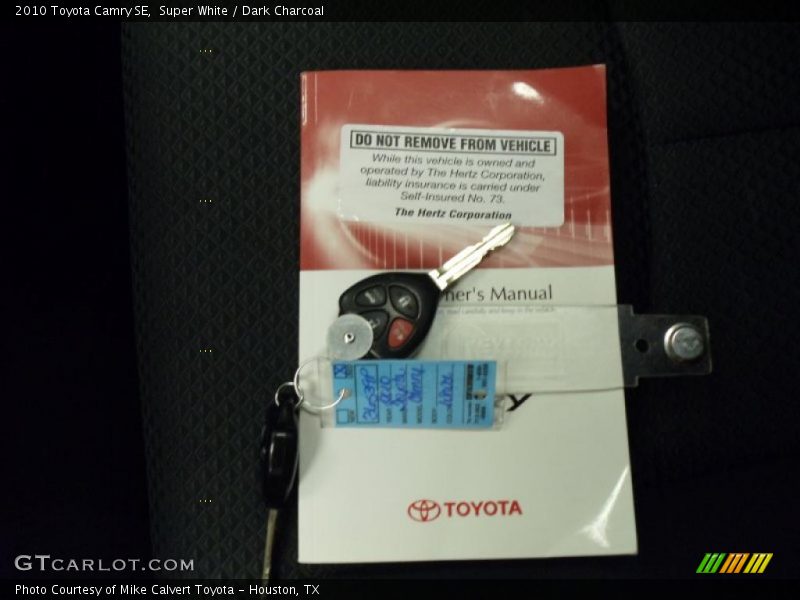 2010 Toyota Camry SE, Super White / Dark Charcoal
DO NOT REMOVE FROM VEHICLE
While this vehicle is owned and
operated by The Hertz Corporation,
liability insurance is carried under
Self-Insured No. 73.
The Hertz Corporation
ner's Manual
TOYOTA
GTCARLOT.COM
Photo Courtesy of Mike Calvert Toyota - Houston, TX